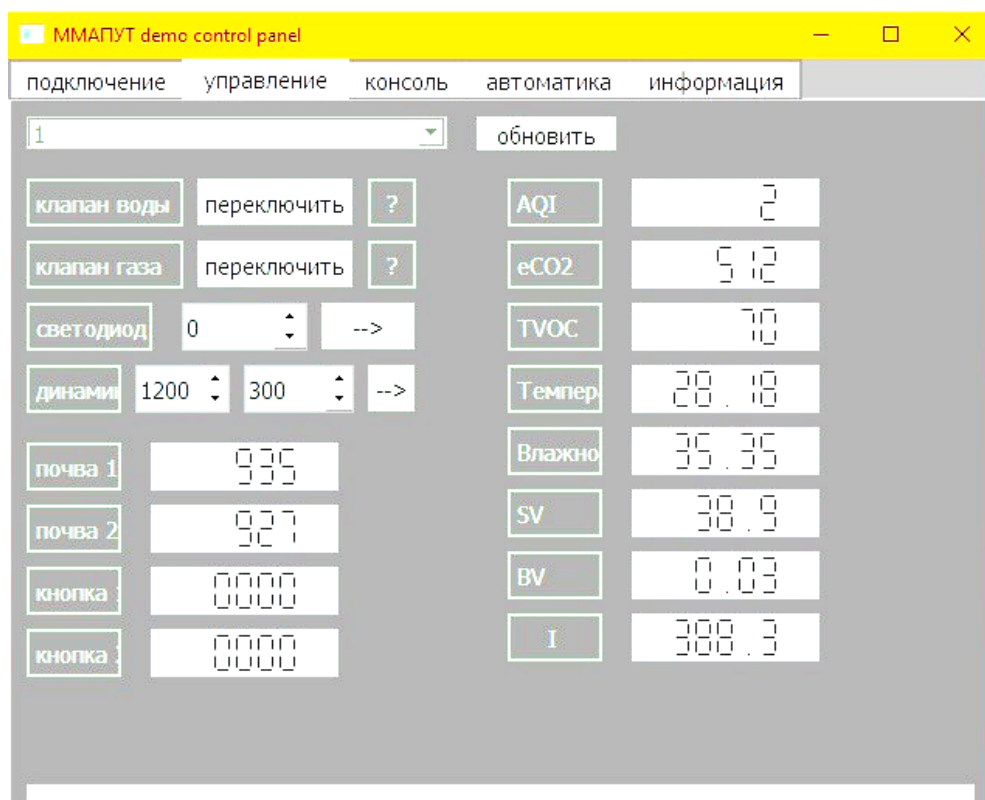 ММАПУТ demo control panel
подключение управление консоль автоматика информация
1 обновить
клапан воды переключить ? AQI 2
клапан газа переключить ? eCO2 512
светодиод 0 --> TVOC 70
динами 1200 300 --> Темпер 28.18
почва 1 935 Влажно 35.35
почва 2 927 SV 38.9
кнопка 0000 BV 0.03
кнопка 0000 I 388.3